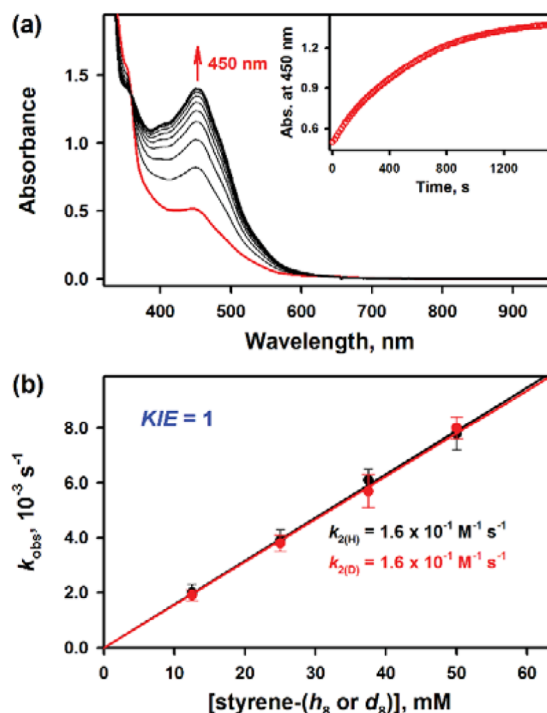 (a)
450 nm
Absorbance
1.5
1.0
0.5
0.0
400 500 600 700 800 900
Wavelength, nm
Abs. at 450 nm
1.2
0.9
0.6
0 400 800 1200
Time, s
(b)
KIE = 1
k_obs, 10⁻³ s⁻¹
8.0
6.0
4.0
2.0
0.0
k₂(H) = 1.6 x 10⁻¹ M⁻¹ s⁻¹
k₂(D) = 1.6 x 10⁻¹ M⁻¹ s⁻¹
0 10 20 30 40 50 60
[styrene-(h₈ or d₈)], mM